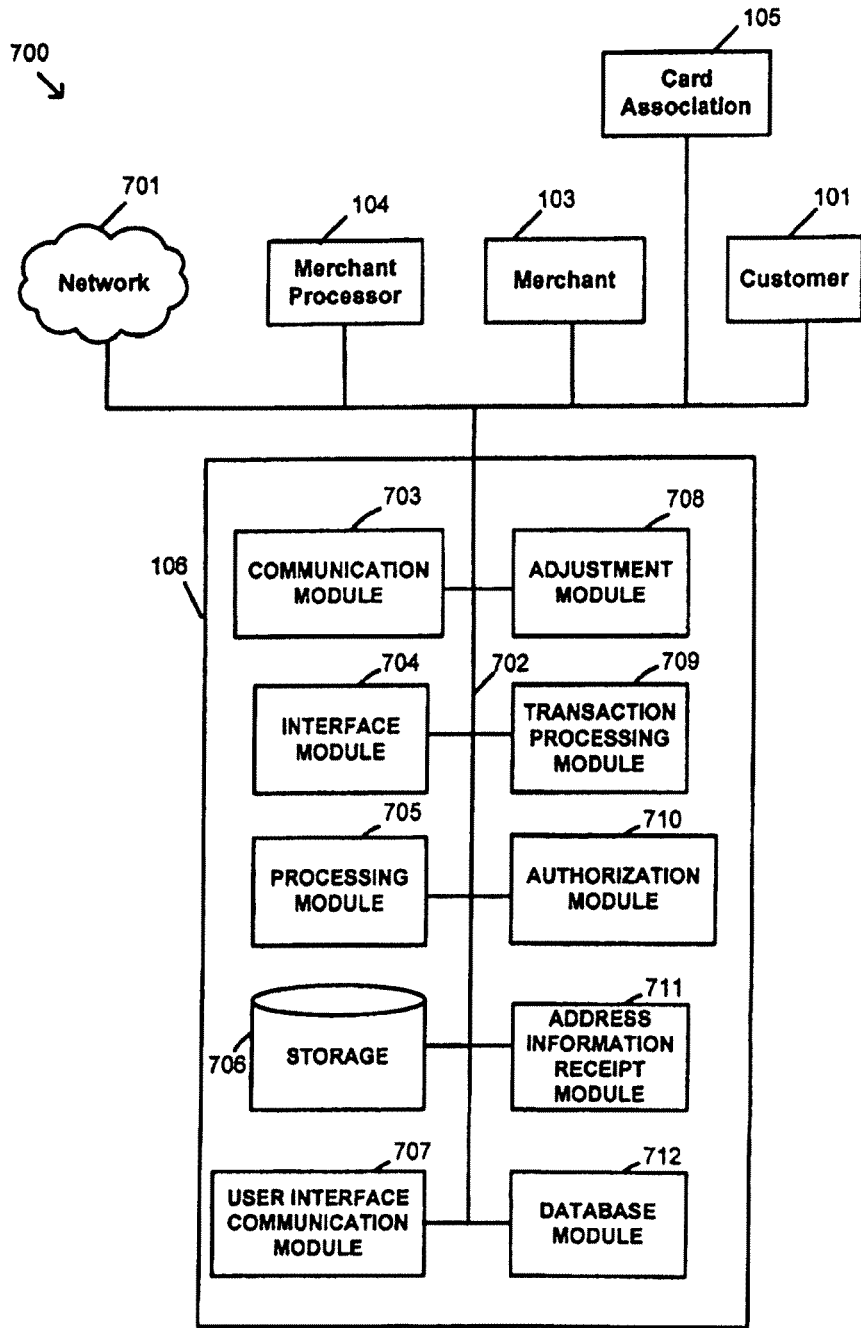 700
105
Card
Association
701
Network
104
Merchant
Processor
103
Merchant
101
Customer
106
703
COMMUNICATION
MODULE
708
ADJUSTMENT
MODULE
704
INTERFACE
MODULE
702
709
TRANSACTION
PROCESSING
MODULE
705
PROCESSING
MODULE
710
AUTHORIZATION
MODULE
706
STORAGE
711
ADDRESS
INFORMATION
RECEIPT
MODULE
707
USER INTERFACE
COMMUNICATION
MODULE
712
DATABASE
MODULE